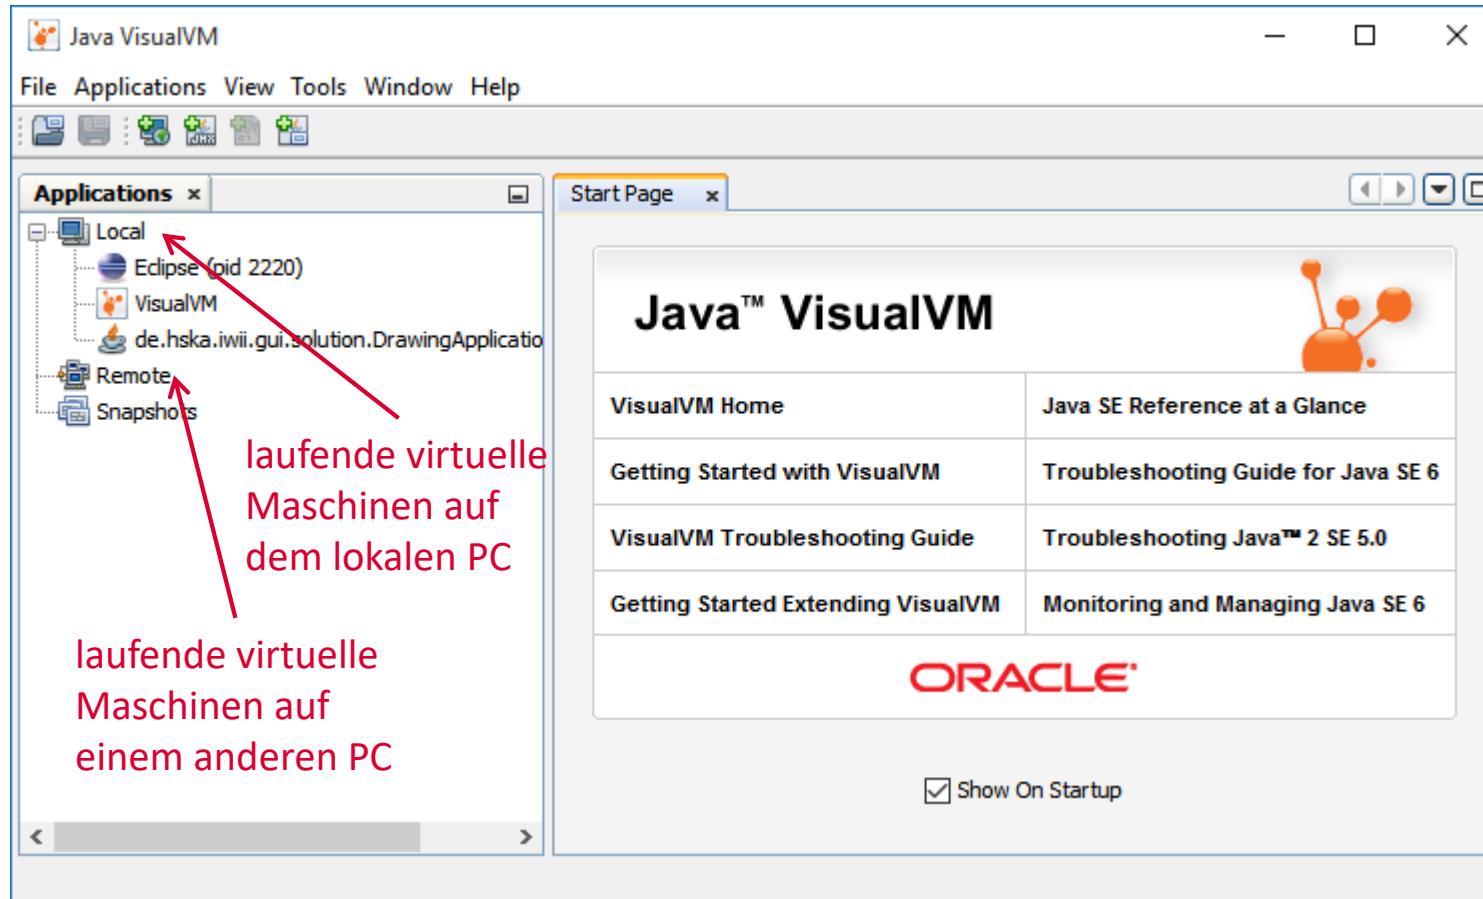 Java VisualVM
File Applications View Tools Window Help
Applications
Start Page
Local
Eclipse (pid 2220)
VisualVM
de.hska.iwii.gui.solution.DrawingApplicatio
Remote
Snapshots
laufende virtuelle
Maschinen auf
dem lokalen PC
laufende virtuelle
Maschinen auf
einem anderen PC
Java™ VisualVM
VisualVM Home
Java SE Reference at a Glance
Getting Started with VisualVM
Troubleshooting Guide for Java SE 6
VisualVM Troubleshooting Guide
Troubleshooting Java™ 2 SE 5.0
Getting Started Extending VisualVM
Monitoring and Managing Java SE 6
ORACLE
Show On Startup